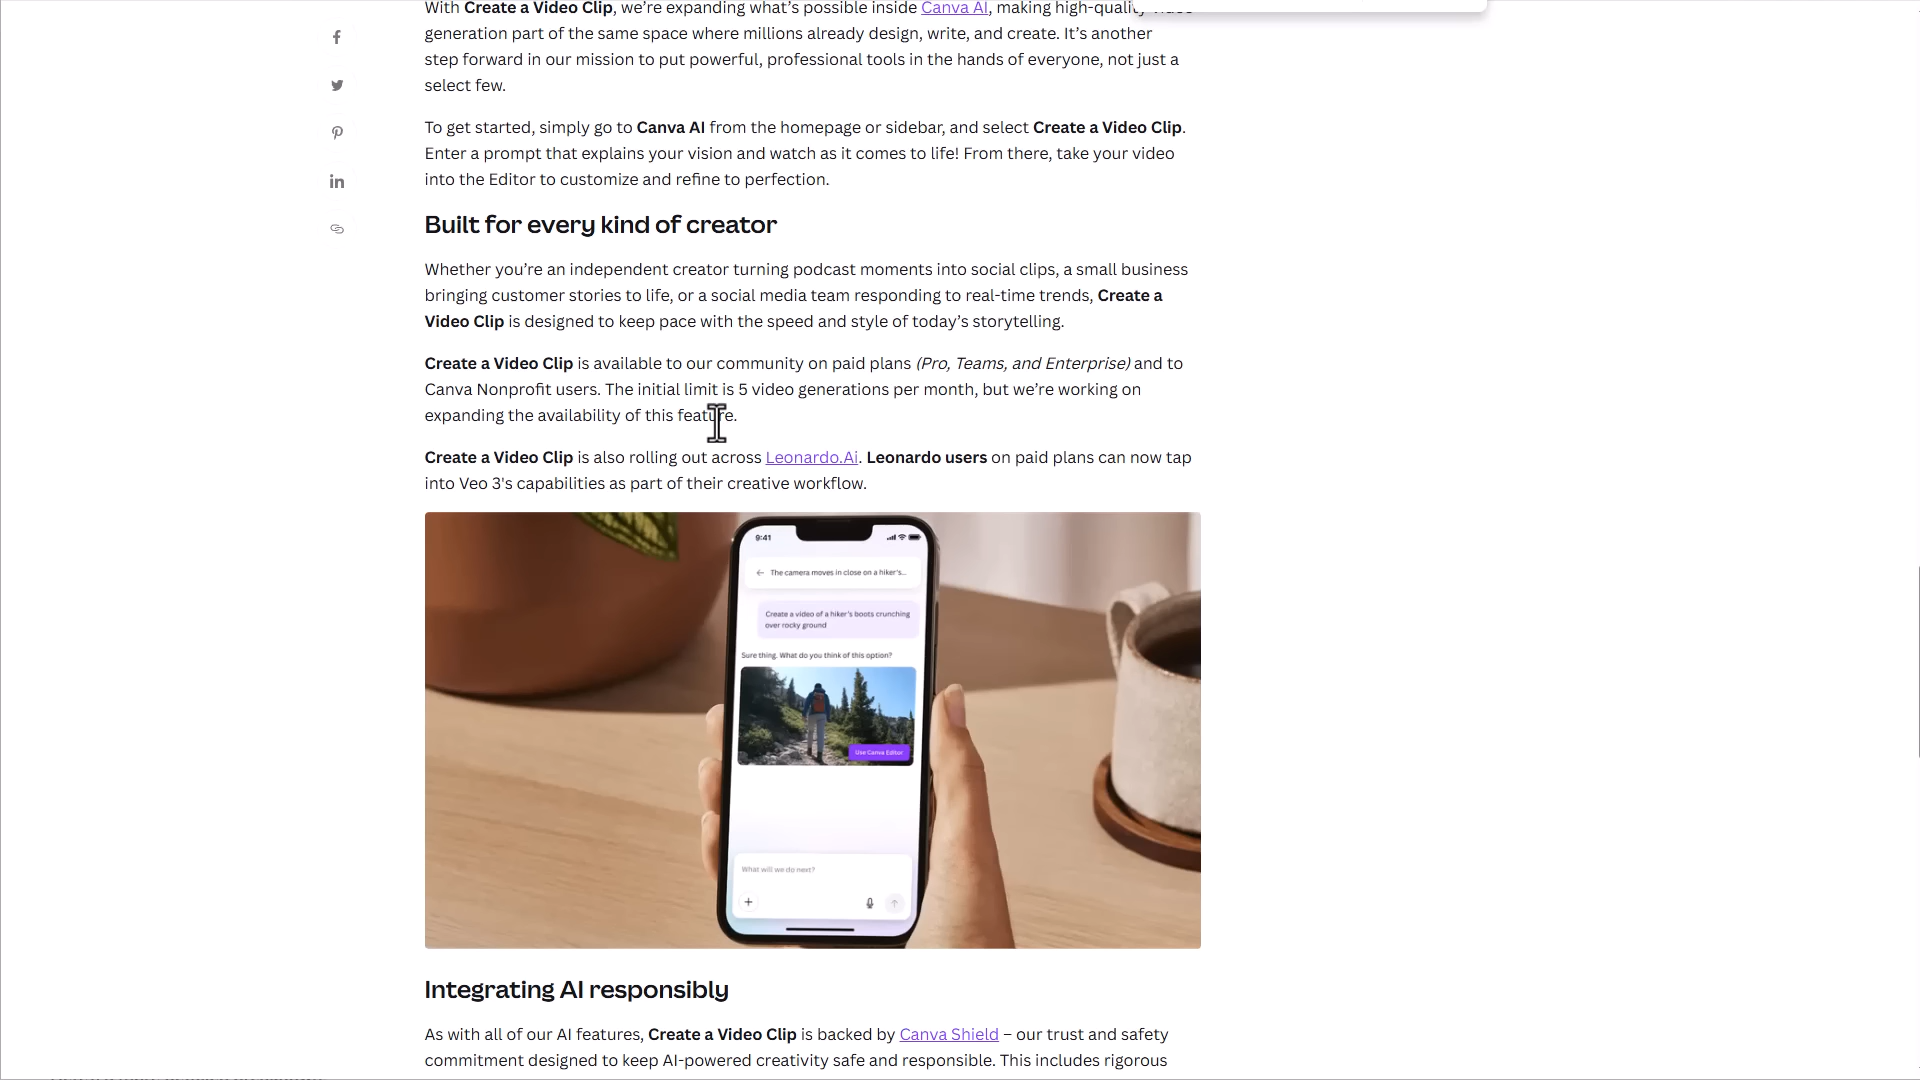 With Create a Video Clip, we’re expanding what’s possible inside Canva AI, making high-quality
generation part of the same space where millions already design, write, and create. It’s another
step forward in our mission to put powerful, professional tools in the hands of everyone, not just a
select few.
To get started, simply go to Canva AI from the homepage or sidebar, and select Create a Video Clip.
Enter a prompt that explains your vision and watch as it comes to life! From there, take your video
into the Editor to customize and refine to perfection.
Built for every kind of creator
Whether you’re an independent creator turning podcast moments into social clips, a small business
bringing customer stories to life, or a social media team responding to real-time trends, Create a
Video Clip is designed to keep pace with the speed and style of today’s storytelling.
Create a Video Clip is available to our community on paid plans (Pro, Teams, and Enterprise) and to
Canva Nonprofit users. The initial limit is 5 video generations per month, but we’re working on
expanding the availability of this feature.
Create a Video Clip is also rolling out across Leonardo.Ai. Leonardo users on paid plans can now tap
into Veo 3's capabilities as part of their creative workflow.
9:41
The camera moves in close on a hiker's...
Create a video of a hiker's boots crunching
over rocky ground
Sure thing. What do you think of this option?
Use Canva Editor
What will we do next?
Integrating AI responsibly
As with all of our AI features, Create a Video Clip is backed by Canva Shield – our trust and safety
commitment designed to keep AI-powered creativity safe and responsible. This includes rigorous